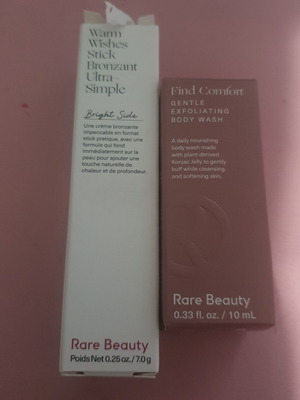 Warm
Wishes
Stick
Bronzant
Ultra-
Simple
Bright Side
Une crème bronzante
impeccable en format
stick pratique, avec une
formule qui fond
immédiatement sur la
peau pour ajouter une
touche naturelle de
chaleur et de profondeur.
Rare Beauty
Poids Net 0.25 oz./7.0 g
Find Comfort
GENTLE
EXFOLIATING
BODY WASH
A daily nourishing
body wash made
with plant-derived
Konjac Jelly to gently
buff while cleansing
and softening skin.
Rare Beauty
0.33 fl. oz. / 10 mL